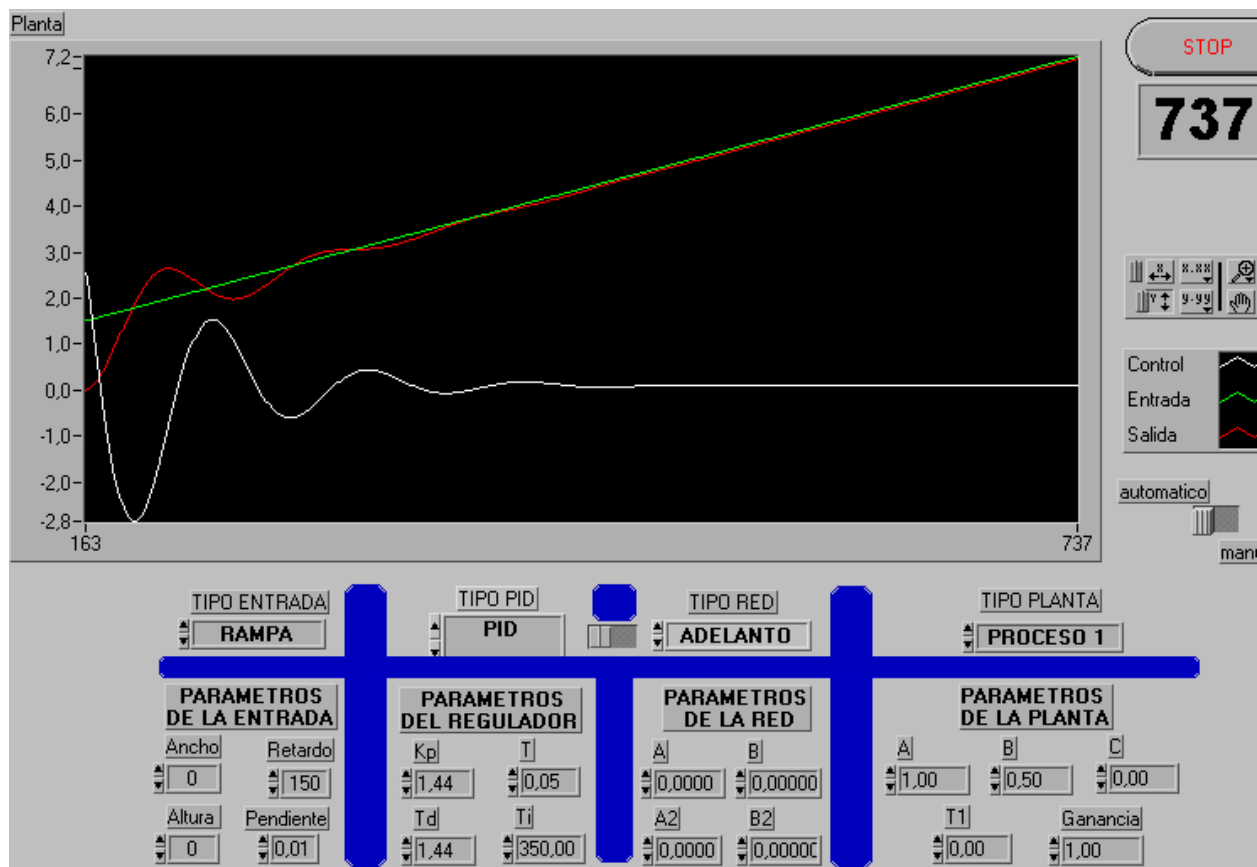 Planta
STOP
7,2
6,0
5,0
4,0
3,0
2,0
1,0
0,0
-1,0
-2,0
-2,8
163
737
737
X
X.XX
Y
9.99
Control
Entrada
Salida
automatico
TIPO ENTRADA
RAMPA
TIPO PID
PID
TIPO RED
ADELANTO
TIPO PLANTA
PROCESO 1
PARAMETROS
DE LA ENTRADA
Ancho
0
Retardo
150
Altura
0
Pendiente
0,01
PARAMETROS
DEL REGULADOR
Kp
1,44
T
0,05
Td
1,44
Ti
350,00
PARAMETROS
DE LA RED
A
0,0000
B
0,00000
A2
0,0000
B2
PARAMETROS
DE LA PLANTA
A
1,00
B
0,50
C
0,00
T1
0,00
Ganancia
1,00